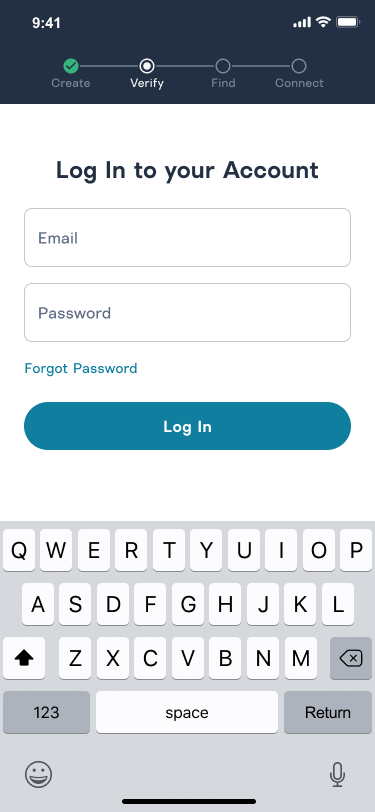 9:41
Create Verify Find Connect
Log In to your Account
Email
Password
Forgot Password
Log In
Q W E R T Y U I O P
A S D F G H J K L
Z X C V B N M
123 space Return